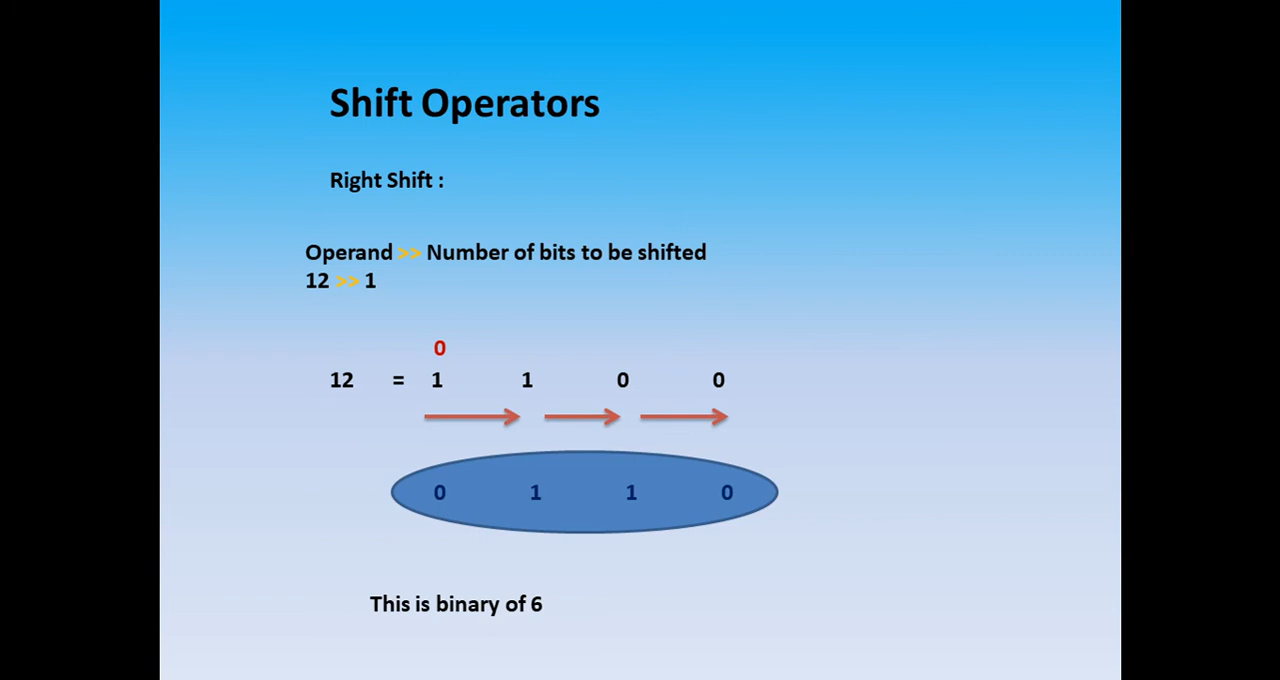 Shift Operators
Right Shift :
Operand >> Number of bits to be shifted
12 >> 1
0
12 = 1 1 0 0
0 1 1 0
This is binary of 6